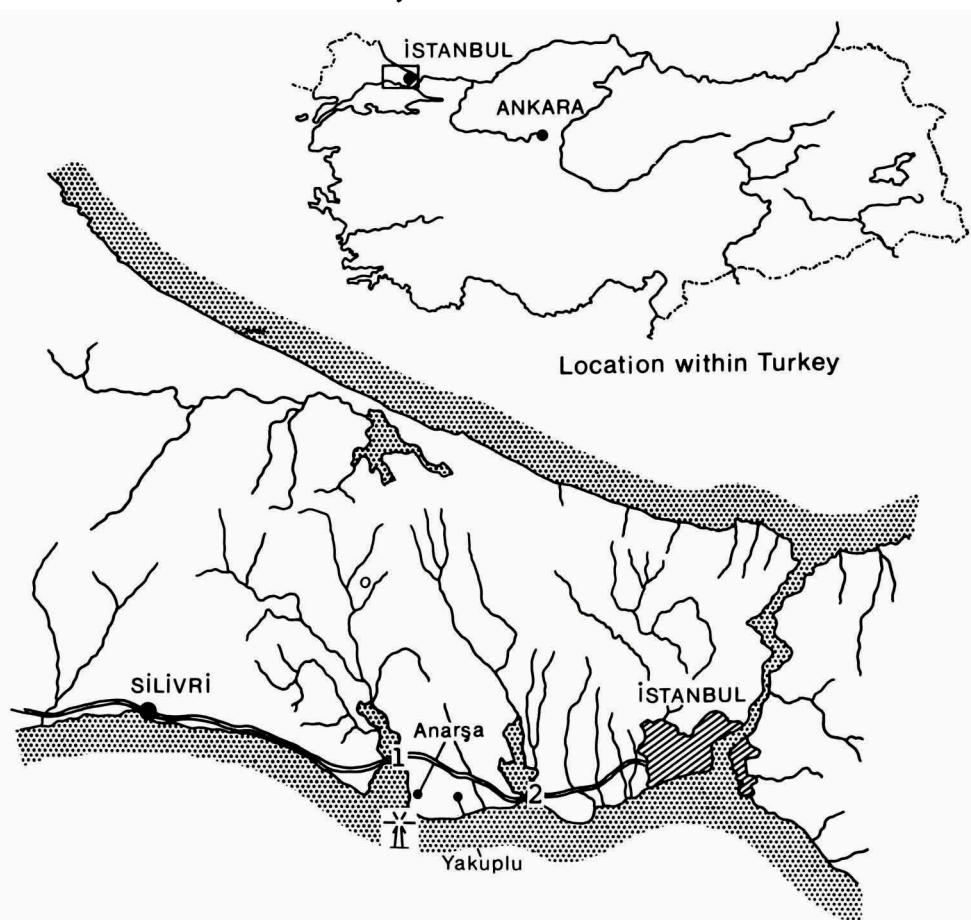 İSTANBUL
ANKARA
Location within Turkey
SİLİVRİ
İSTANBUL
Anarşa
1
2
Yakuplu